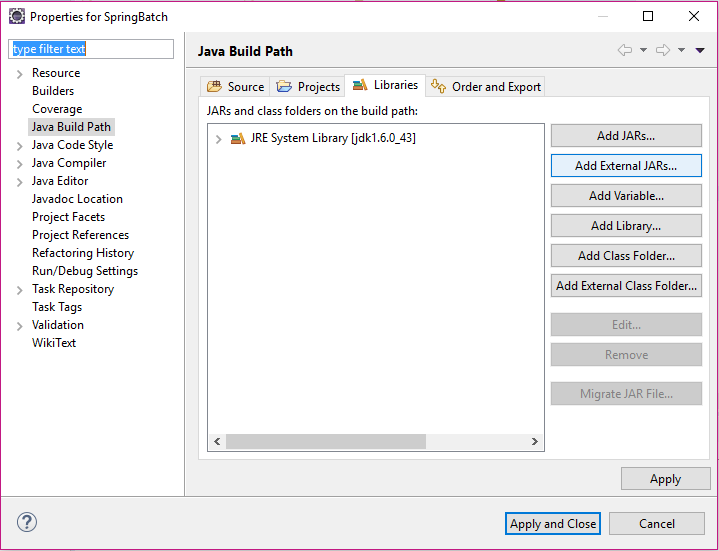 Properties for SpringBatch
type filter text
Resource
Builders
Coverage
Java Build Path
Java Code Style
Java Compiler
Java Editor
Javadoc Location
Project Facets
Project References
Refactoring History
Run/Debug Settings
Task Repository
Task Tags
Validation
WikiText
Java Build Path
Source Projects Libraries Order and Export
JARs and class folders on the build path:
JRE System Library [jdk1.6.0_43]
Add JARs...
Add External JARs...
Add Variable...
Add Library...
Add Class Folder...
Add External Class Folder...
Edit...
Remove
Migrate JAR File...
Apply
Apply and Close Cancel